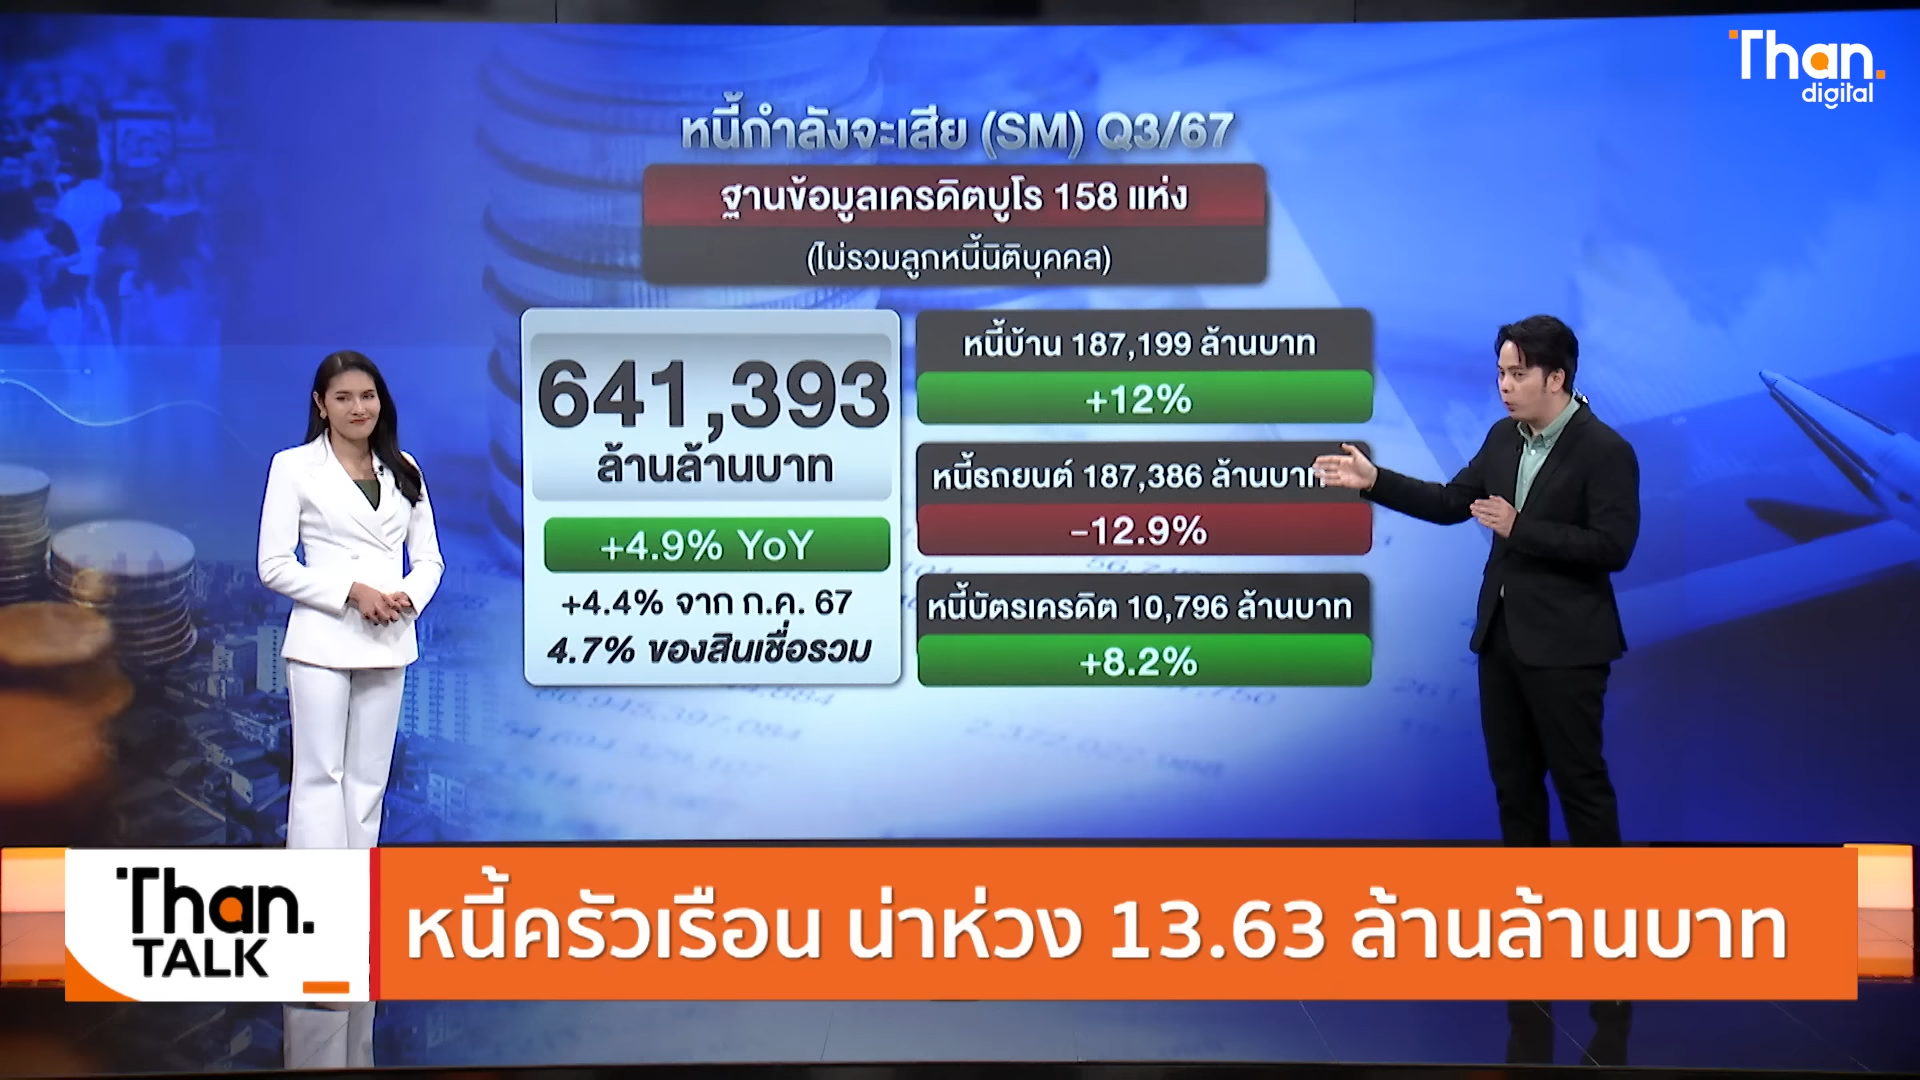 Than.
digital
หนี้กำลังจะเสีย (SM) Q3/67
ฐานข้อมูลเครดิตบูโร 158 แห่ง
(ไม่รวมลูกหนี้นิติบุคคล)
641,393
ล้านล้านบาท
+4.9% YoY
+4.4% จาก ก.ค. 67
4.7% ของสินเชื่อรวม
หนี้บ้าน 187,199 ล้านบาท
+12%
หนี้รถยนต์ 187,386 ล้านบาท
-12.9%
หนี้บัตรเครดิต 10,796 ล้านบาท
+8.2%
Than.
TALK
หนี้ครัวเรือน น่าห่วง 13.63 ล้านล้านบาท